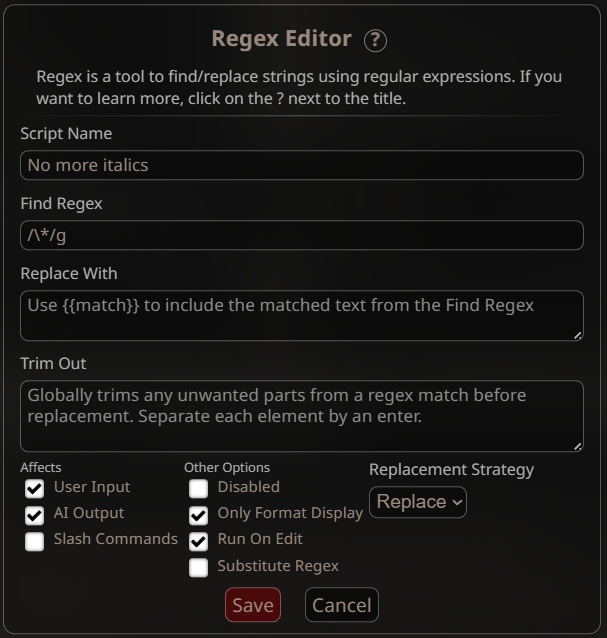 Regex Editor ?
Regex is a tool to find/replace strings using regular expressions. If you
want to learn more, click on the ? next to the title.
Script Name
No more italics
Find Regex
/\*/g
Replace With
Use {{match}} to include the matched text from the Find Regex
Trim Out
Globally trims any unwanted parts from a regex match before
replacement. Separate each element by an enter.
Affects
User Input
AI Output
Slash Commands
Other Options
Disabled
Only Format Display
Run On Edit
Substitute Regex
Replacement Strategy
Replace
Save
Cancel